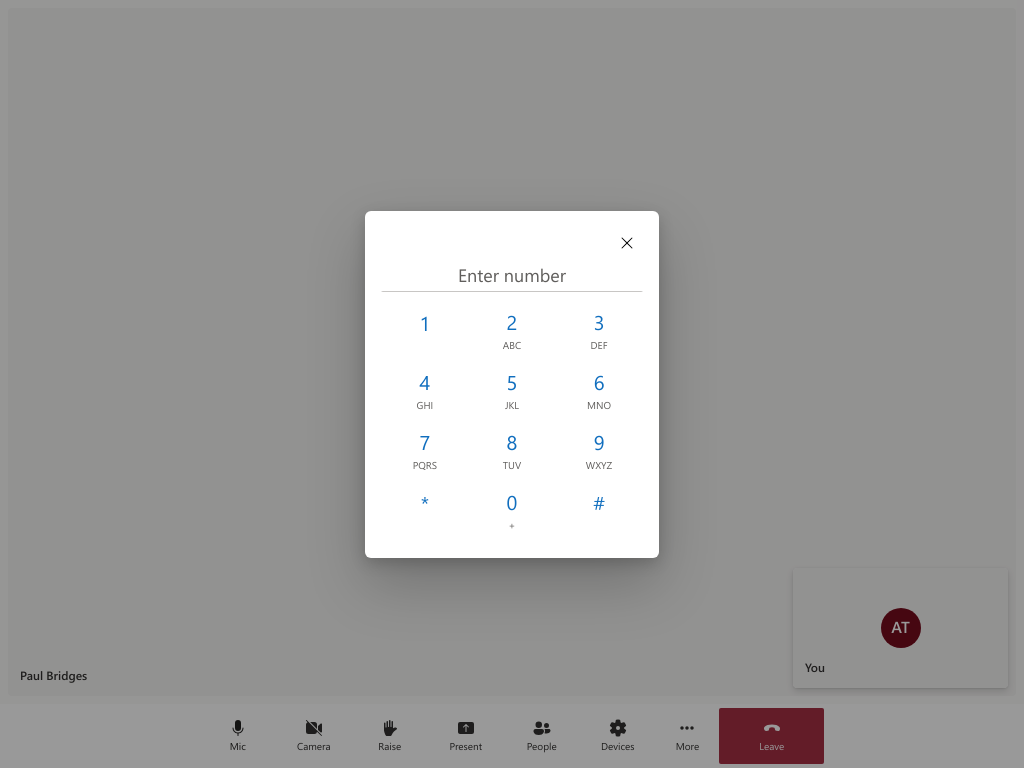 Enter number
1 2 3
ABC DEF
4 5 6
GHI JKL MNO
7 8 9
PQRS TUV WXYZ
* 0 #
+
AT
You
Paul Bridges
Mic Camera Raise Present People Devices More Leave